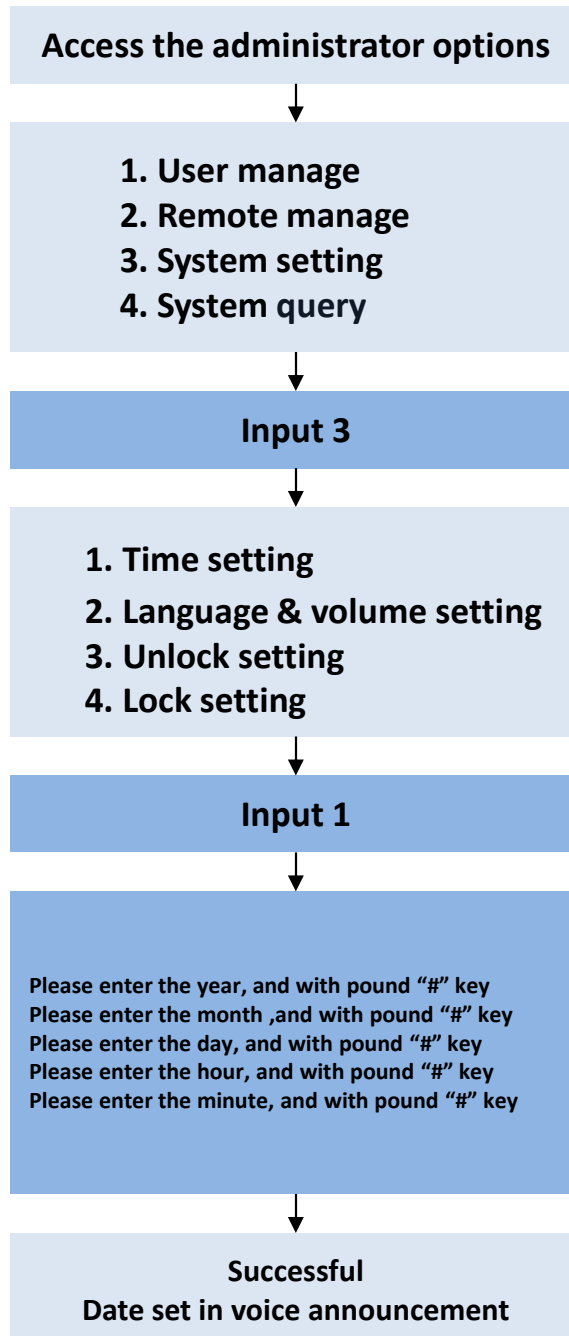 Access the administrator options
1. User manage
2. Remote manage
3. System setting
4. System query
Input 3
1. Time setting
2. Language & volume setting
3. Unlock setting
4. Lock setting
Input 1
Please enter the year, and with pound “#” key
Please enter the month ,and with pound “#” key
Please enter the day, and with pound “#” key
Please enter the hour, and with pound “#” key
Please enter the minute, and with pound “#” key
Successful
Date set in voice announcement